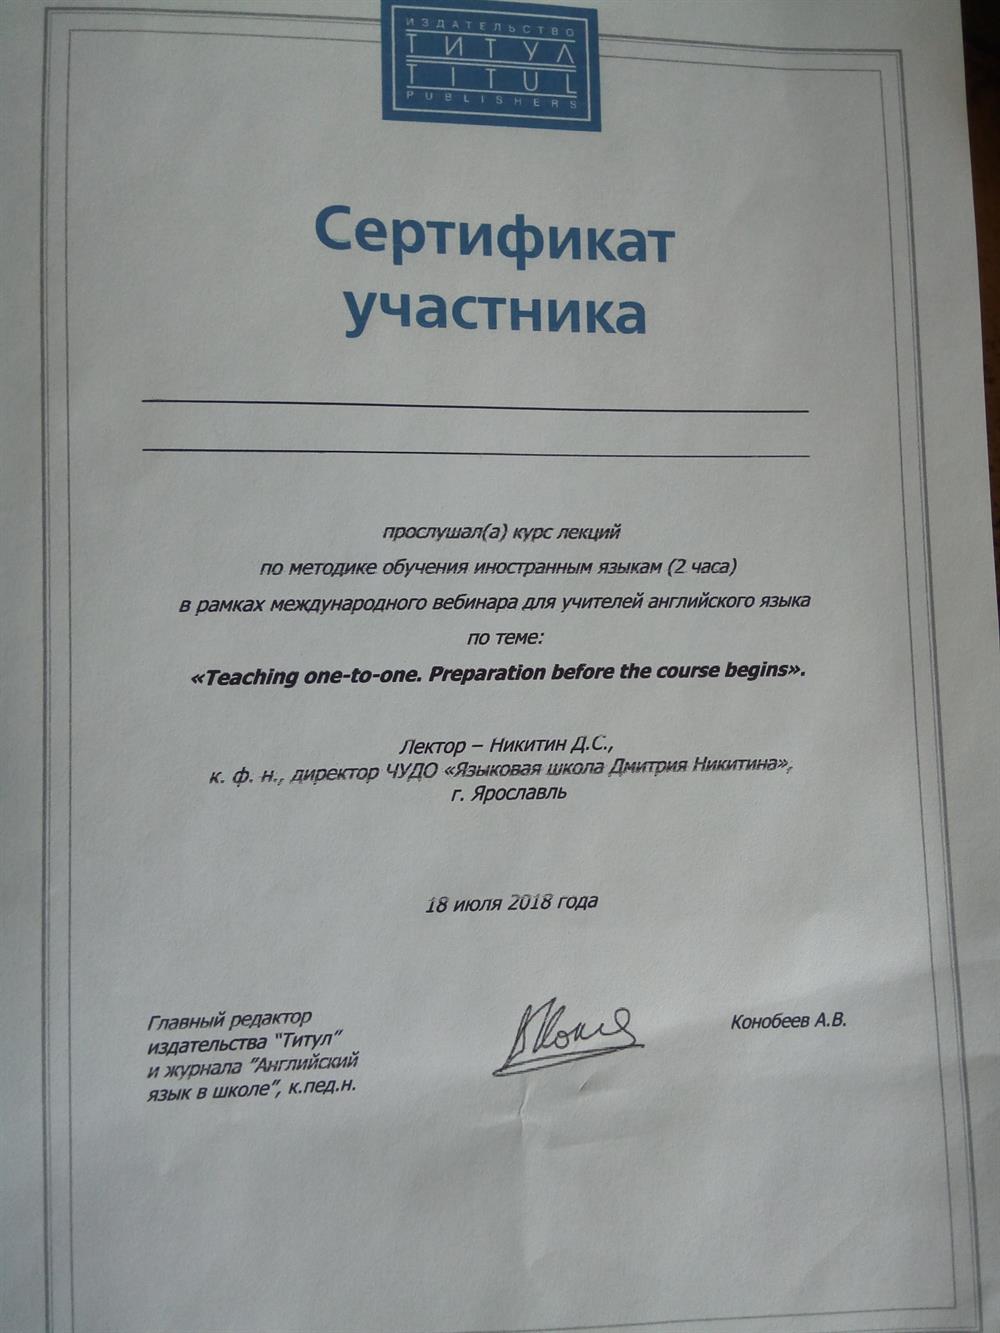 ИЗДАТЕЛЬСТВО
ТИТУЛ
TITUL
PUBLISHERS
Сертификат
участника
прослушал(а) курс лекций
по методике обучения иностранным языкам (2 часа)
в рамках международного вебинара для учителей английского языка
по теме:
«Teaching one-to-one. Preparation before the course begins».
Лектор – Никитин Д.С.,
к. ф. н., директор ЧУДО «Языковая школа Дмитрия Никитина»,
г. Ярославль
18 июля 2018 года
Главный редактор
издательства "Титул"
и журнала "Английский
язык в школе", к.пед.н.
Конобеев А.В.